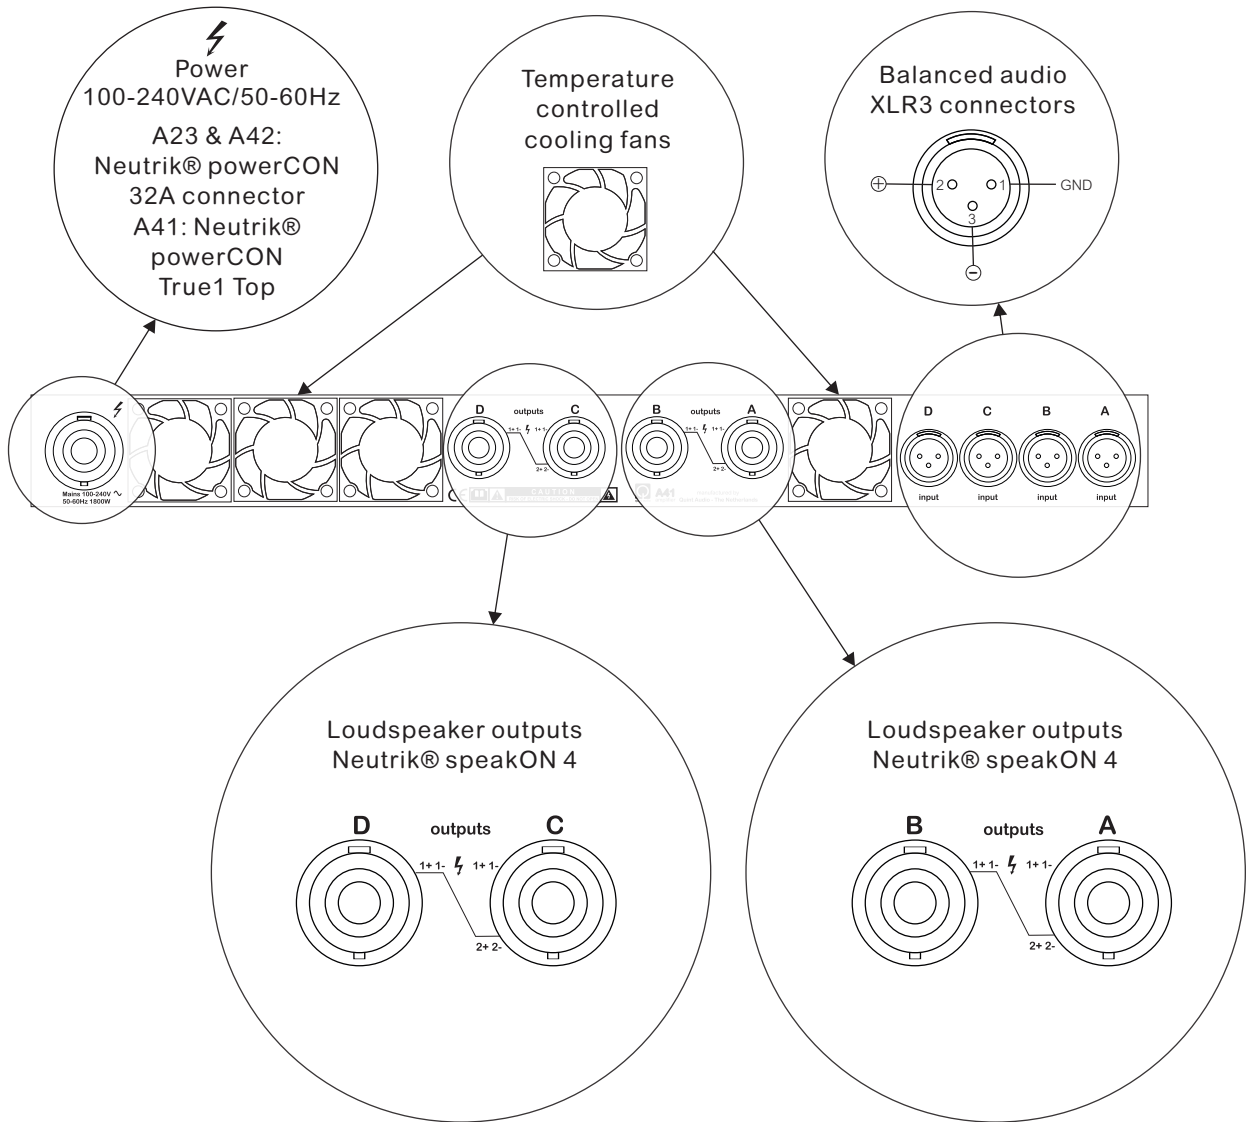 Power
100-240VAC/50-60Hz
A23 & A42:
Neutrik® powerCON
32A connector
A41: Neutrik®
powerCON
True1 Top
Temperature
controlled
cooling fans
Balanced audio
XLR3 connectors
2
1
GND
3
Mains 100-240V
50-60Hz 1800W
D
outputs
C
1+ 1-
1+ 1-
2+ 2-
CAUTION
B
outputs
A
1+ 1-
1+ 1-
2+ 2-
A41
D
C
B
A
input
input
input
input
Loudspeaker outputs
Neutrik® speakON 4
D
outputs
C
1+ 1-
1+ 1-
2+ 2-
Loudspeaker outputs
Neutrik® speakON 4
B
outputs
A
1+ 1-
1+ 1-
2+ 2-